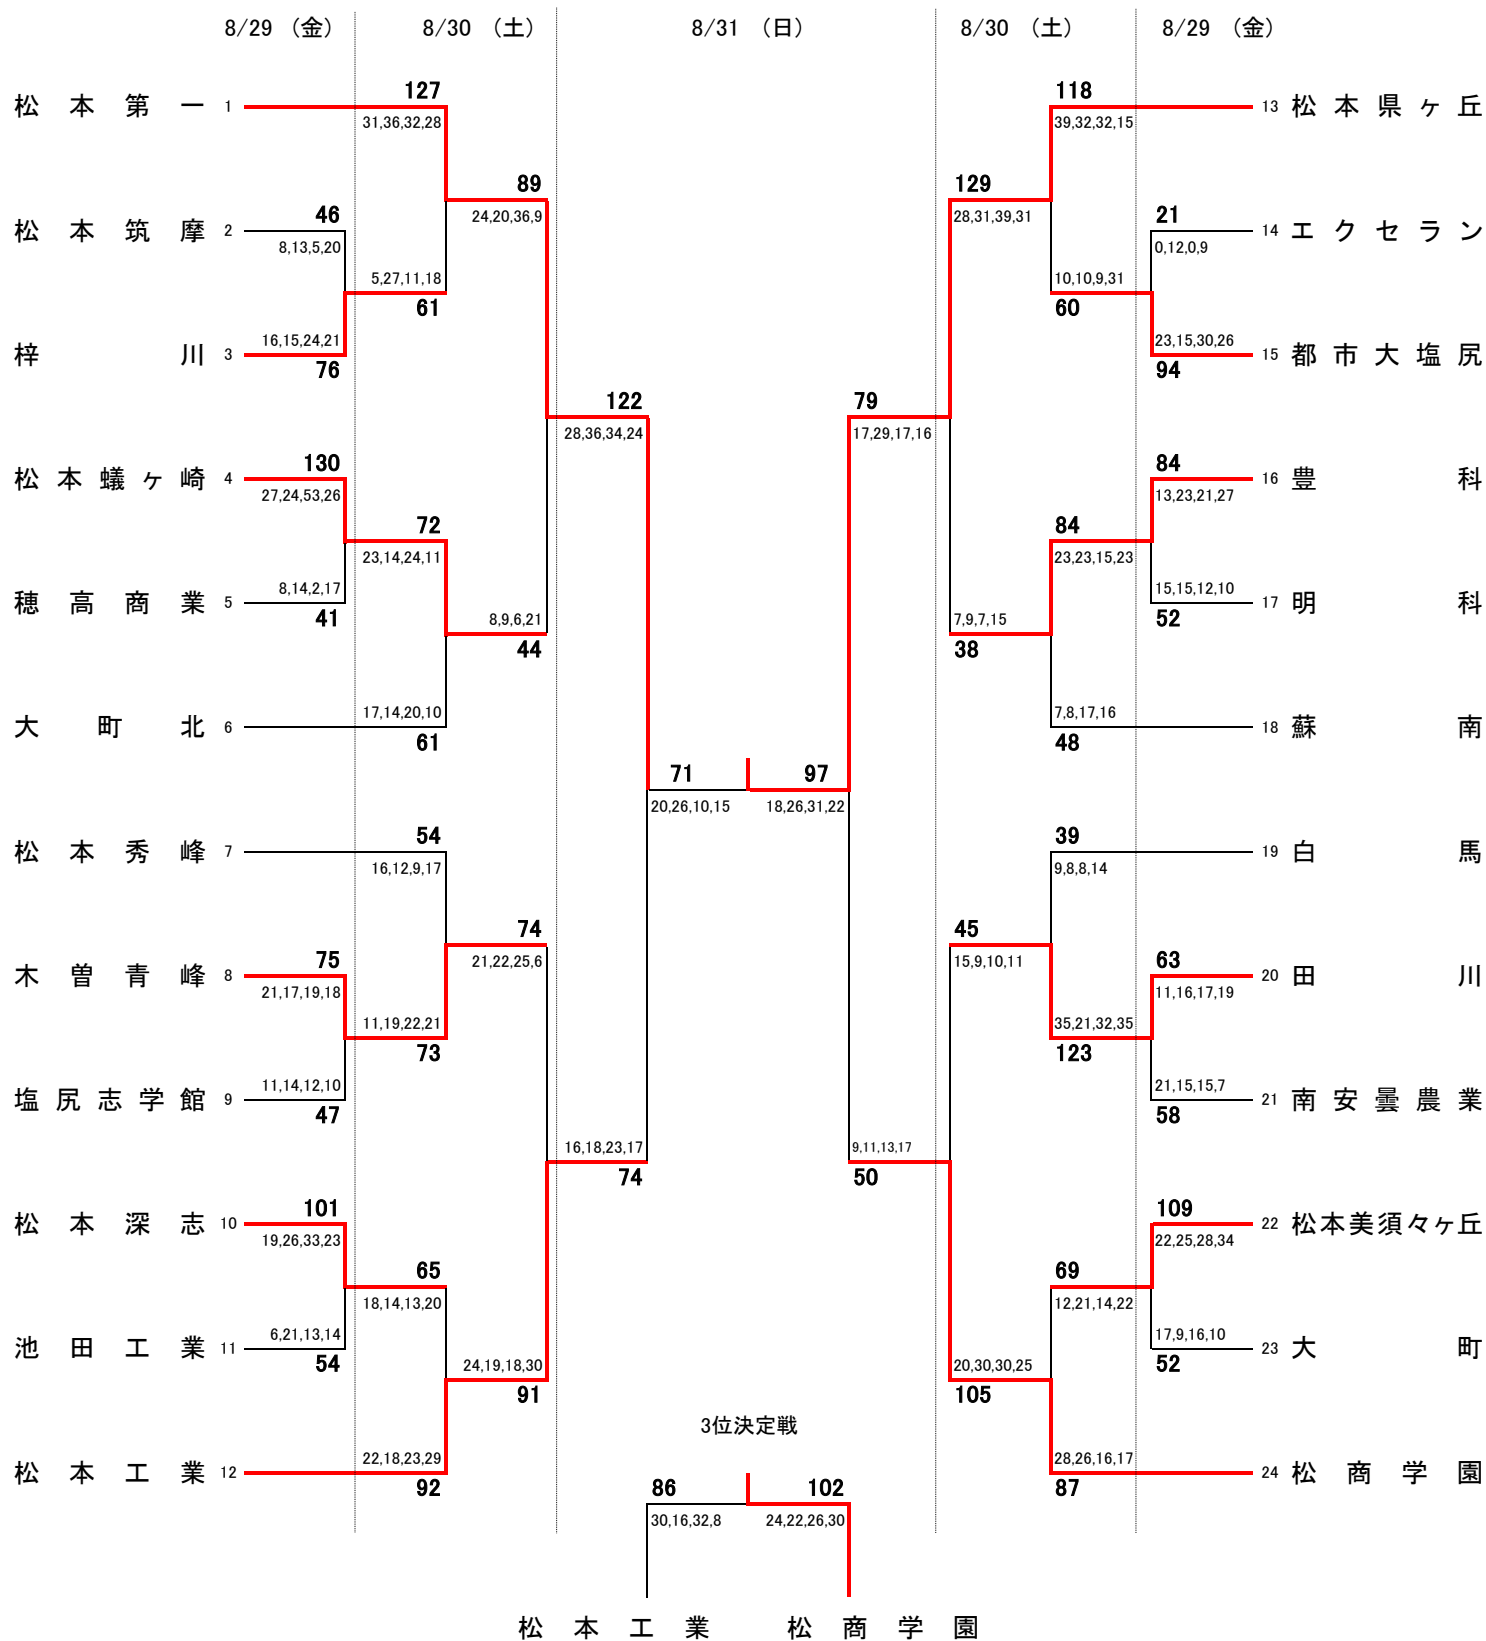 8/29 （金） 8/30 （土） 8/31 （日） 8/30 （土） 8/29 （金）
127 118
松本第一 1 13 松本県ヶ丘
31,36,32,28 39,32,32,15
89 129
46 24,20,36,9 28,31,39,31 21
松本筑摩 2 14 エクセラン
8,13,5,20 0,12,0,9
5,27,11,18 10,10,9,31
61 60
16,15,24,21 23,15,30,26
梓川 3 15 都市大塩尻
76 94
122 79
28,36,34,24 17,29,17,16
130 84
松本蟻ヶ崎 4 16 豊科
27,24,53,26 13,23,21,27
72 84
23,14,24,11 23,23,15,23
8,14,2,17 15,15,12,10
穂高商業 5 17 明科
41 8,9,6,21 7,9,7,15 52
44 38
17,14,20,10 7,8,17,16
大町北 6 18 蘇南
61 48
71 97
20,26,10,15 18,26,31,22
54 39
松本秀峰 7 19 白馬
16,12,9,17 9,8,8,14
74 45
75 21,22,25,6 15,9,10,11 63
木曽青峰 8 20 田川
21,17,19,18 11,16,17,19
11,19,22,21 35,21,32,35
73 123
11,14,12,10 21,15,15,7
塩尻志学館 9 21 南安曇農業
47 58
16,18,23,17 9,11,13,17
74 50
101 109
松本深志 10 22 松本美須々ヶ丘
19,26,33,23 22,25,28,34
65 69
18,14,13,20 12,21,14,22
6,21,13,14 17,9,16,10
池田工業 11 23 大町
54 24,19,18,30 20,30,30,25 52
91 105
3位決定戦
22,18,23,29 28,26,16,17
松本工業 12 24 松商学園
92 87
86 102
30,16,32,8 24,22,26,30
松本工業 松商学園